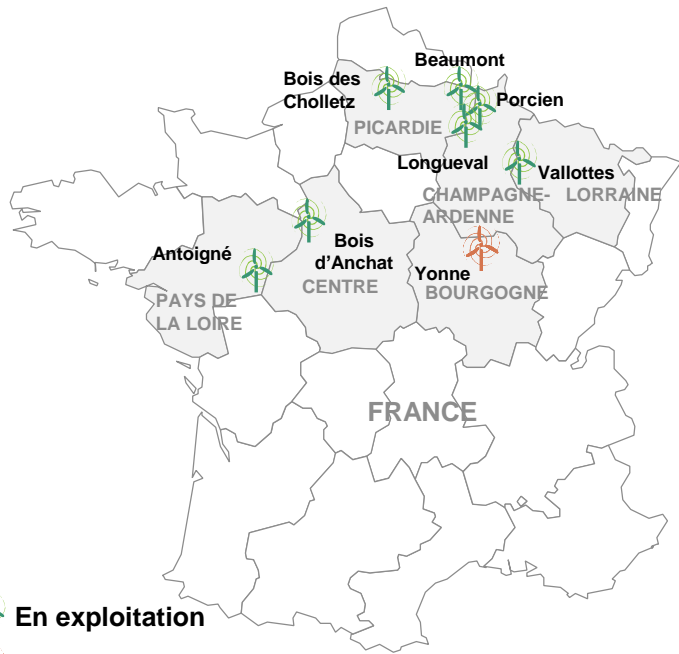 Beaumont
Bois des
Cholletz
Porcien
PICARDIE
Longueval
Vallottes
CHAMPAGNE-
ARDENNE
LORRAINE
Antoigné
Bois
d'Anchat
CENTRE
Yonne
BOURGOGNE
PAYS DE
LA LOIRE
FRANCE
En exploitation